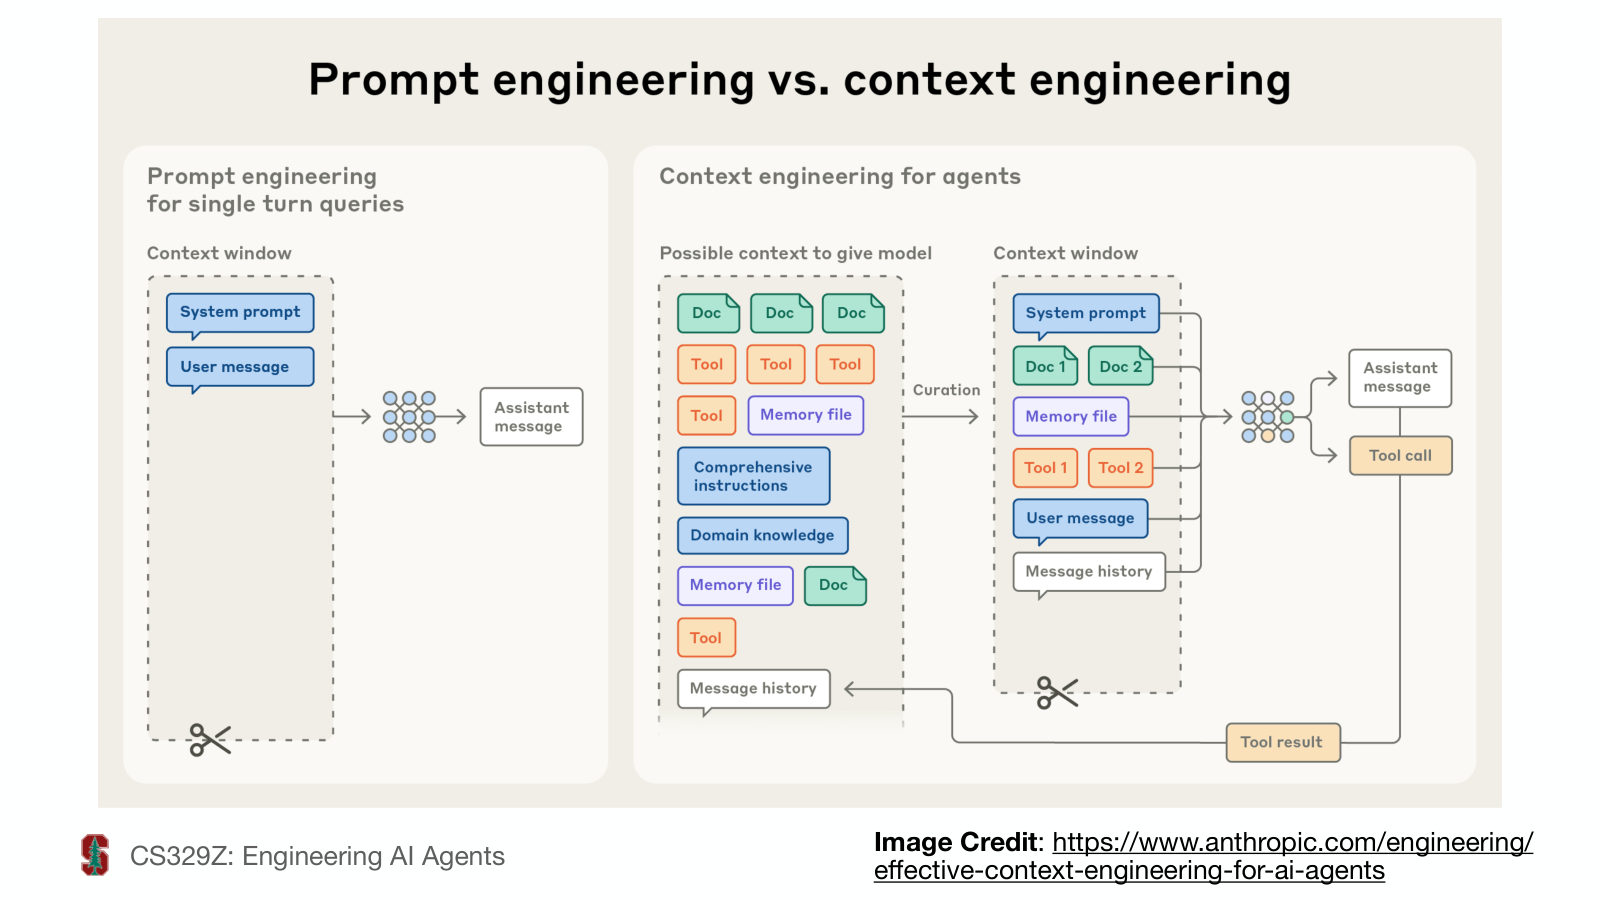 Prompt engineering vs. context engineering
Prompt engineering
for single turn queries
Context window
System prompt
User message
Assistant
message
Context engineering for agents
Possible context to give model
Doc
Doc
Doc
Tool
Tool
Tool
Tool
Memory file
Comprehensive
instructions
Domain knowledge
Memory file
Doc
Tool
Message history
Curation
Context window
System prompt
Doc 1
Doc 2
Memory file
Tool 1
Tool 2
User message
Message history
Assistant
message
Tool call
Tool result
CS329Z: Engineering AI Agents
Image Credit: https://www.anthropic.com/engineering/
effective-context-engineering-for-ai-agents